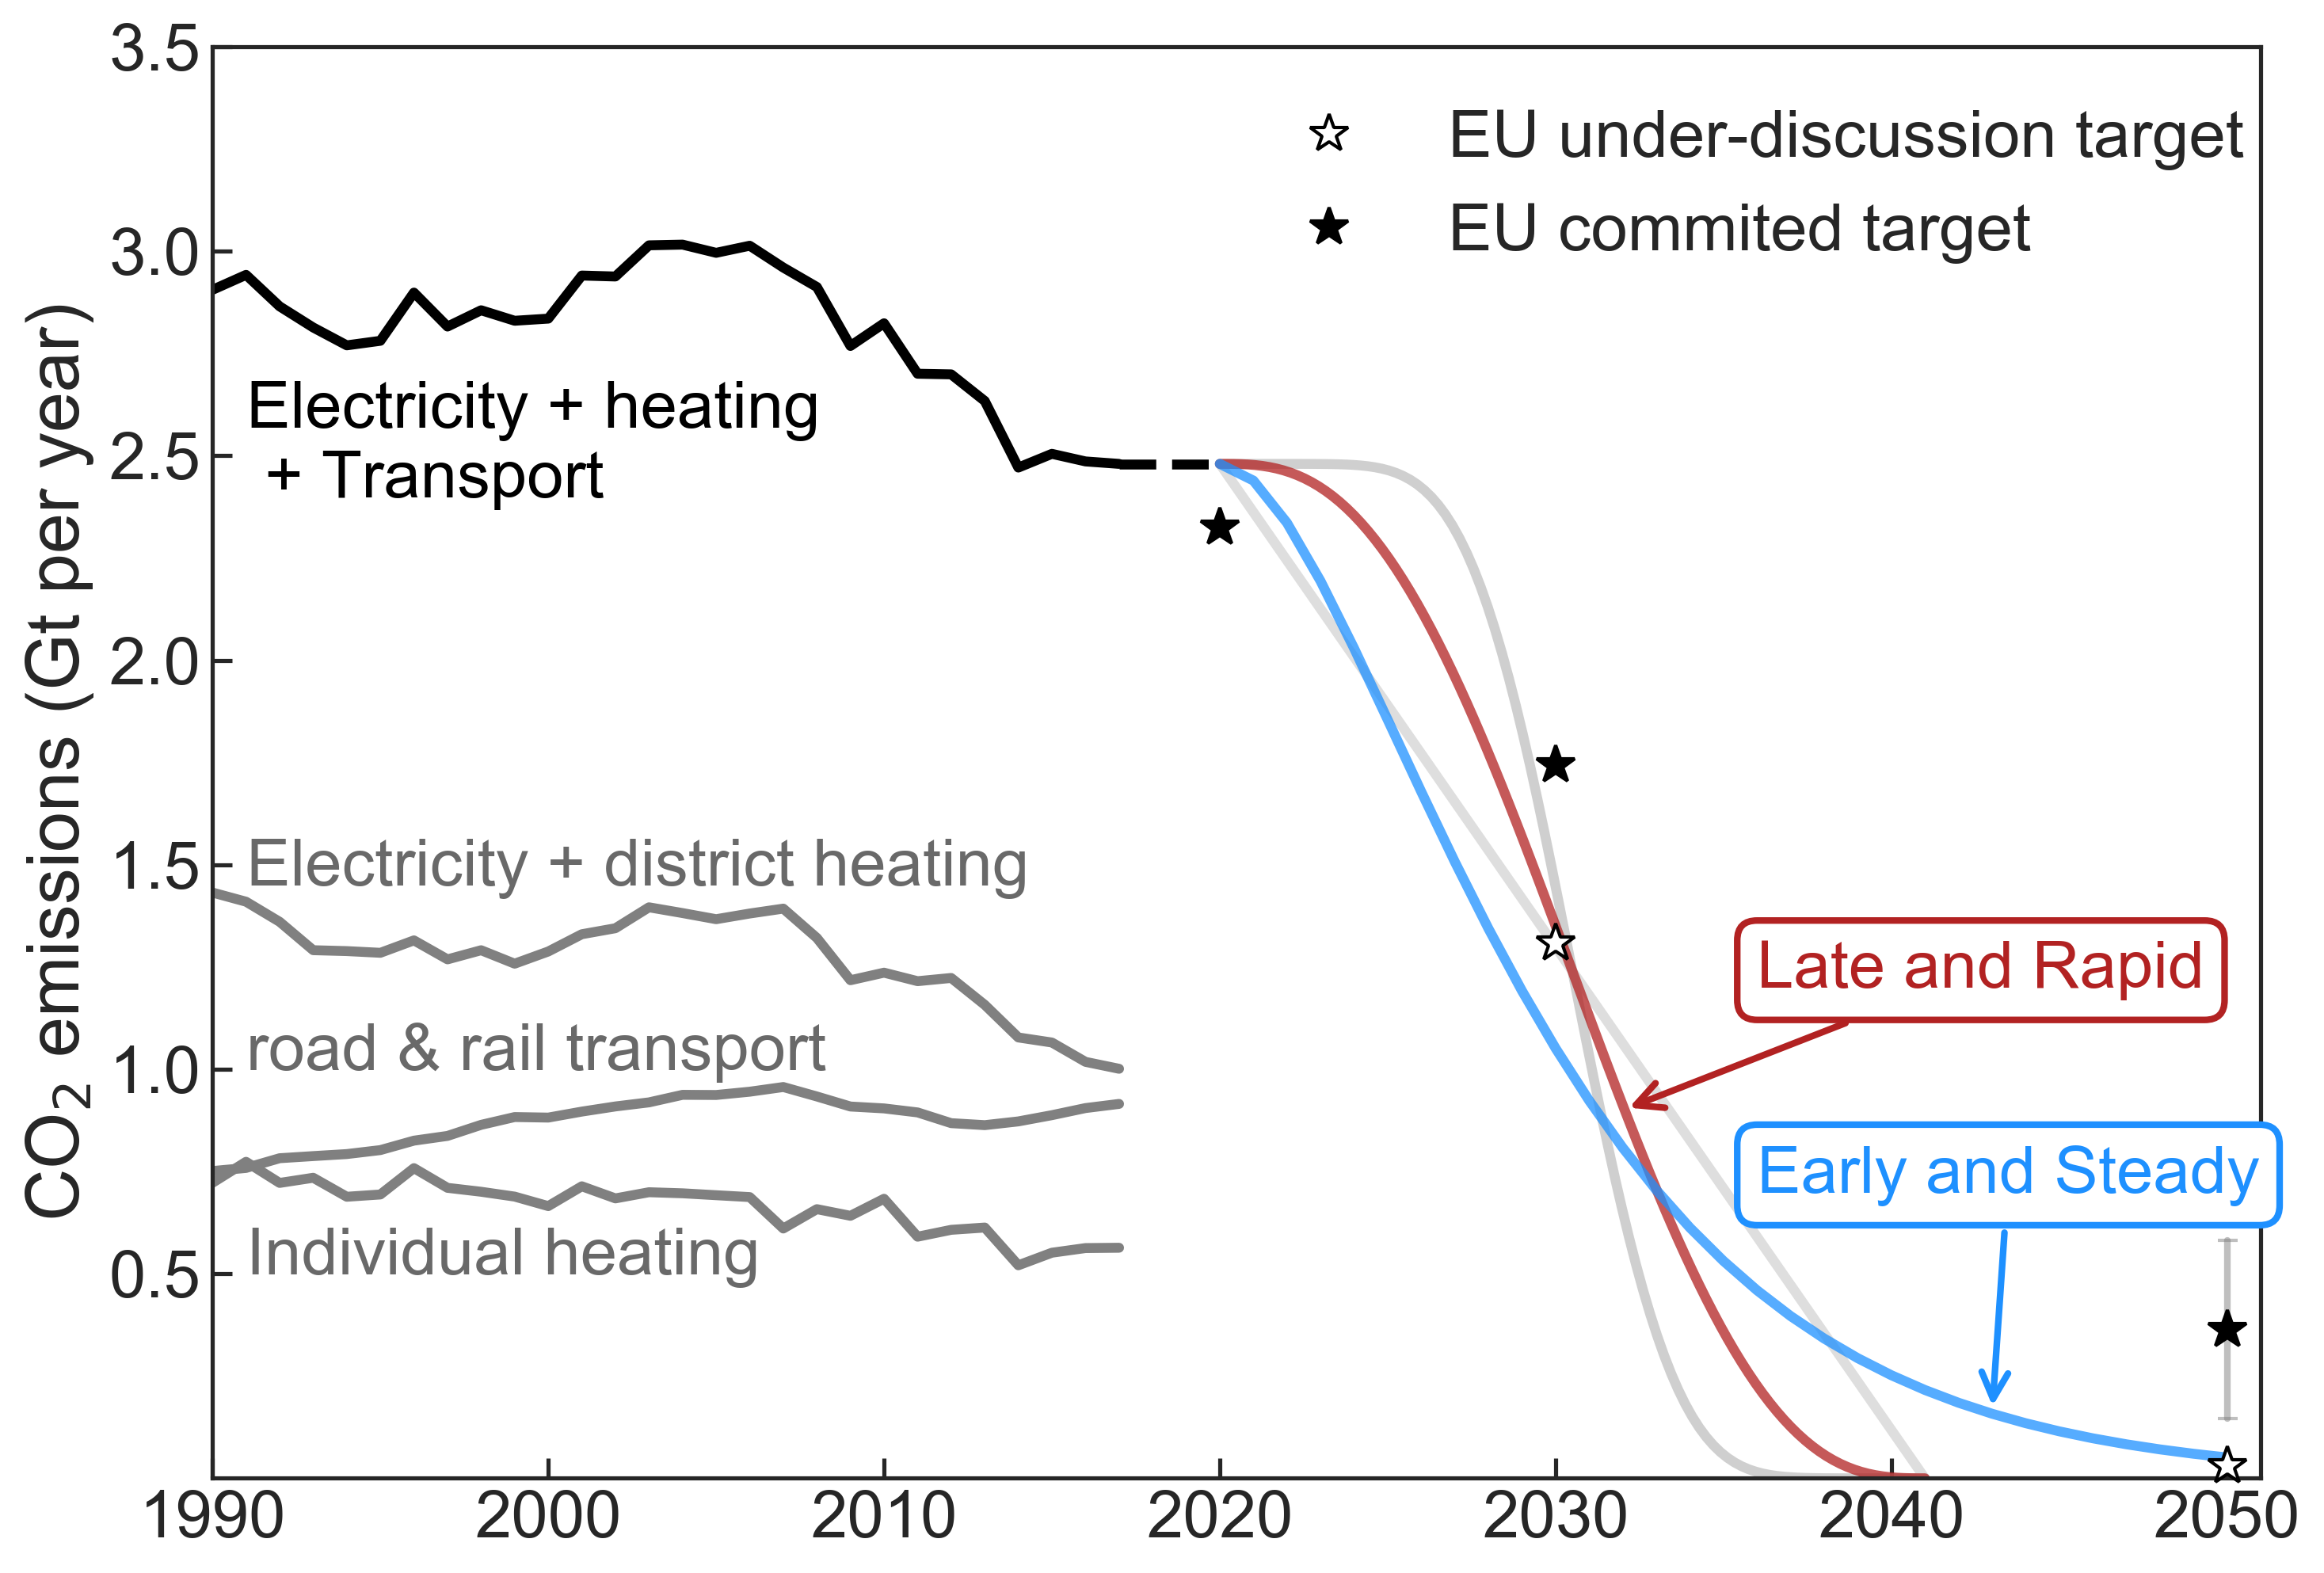 CO2 emissions (Gt per year)
3.5
3.0
2.5
2.0
1.5
1.0
0.5
EU under-discussion target
EU commited target
Electricity + heating
+ Transport
Electricity + district heating
road & rail transport
Individual heating
Late and Rapid
Early and Steady
1990 2000 2010 2020 2030 2040 2050